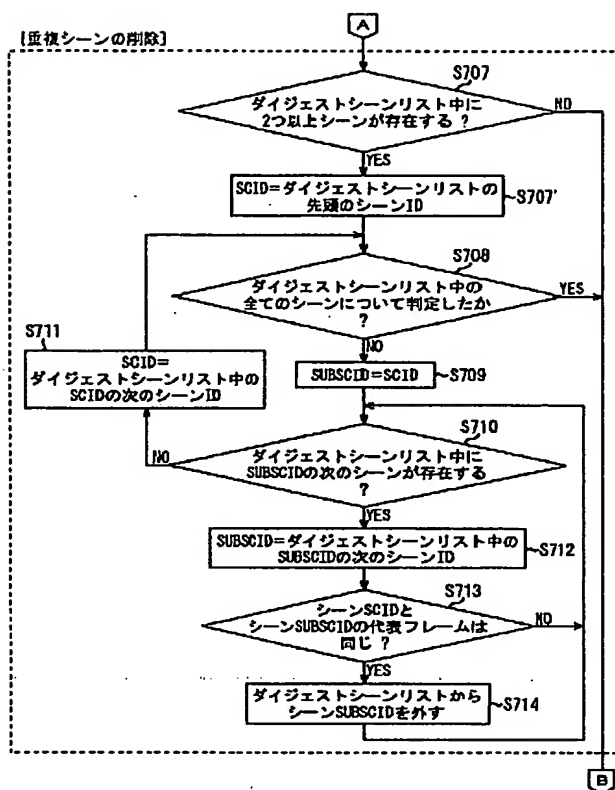 A
[重複シーンの削除]
S707
ダイジェストシーンリスト中に
2つ以上シーンが存在する ?
NO
YES
SCID=ダイジェストシーンリストの
先頭のシーンID
S707'
S708
ダイジェストシーンリスト中の
全てのシーンについて判定したか
?
YES
NO
S711
SCID=
ダイジェストシーンリスト中の
SCIDの次のシーンID
SUBSCID=SCID
S709
S710
ダイジェストシーンリスト中に
SUBSCIDの次のシーンが存在する
?
NO
YES
SUBSCID=ダイジェストシーンリスト中の
SUBSCIDの次のシーンID
S712
S713
シーンSCIDと
シーンSUBSCIDの代表フレームは
同じ ?
NO
YES
ダイジェストシーンリストから
シーンSUBSCIDを外す
S714
B